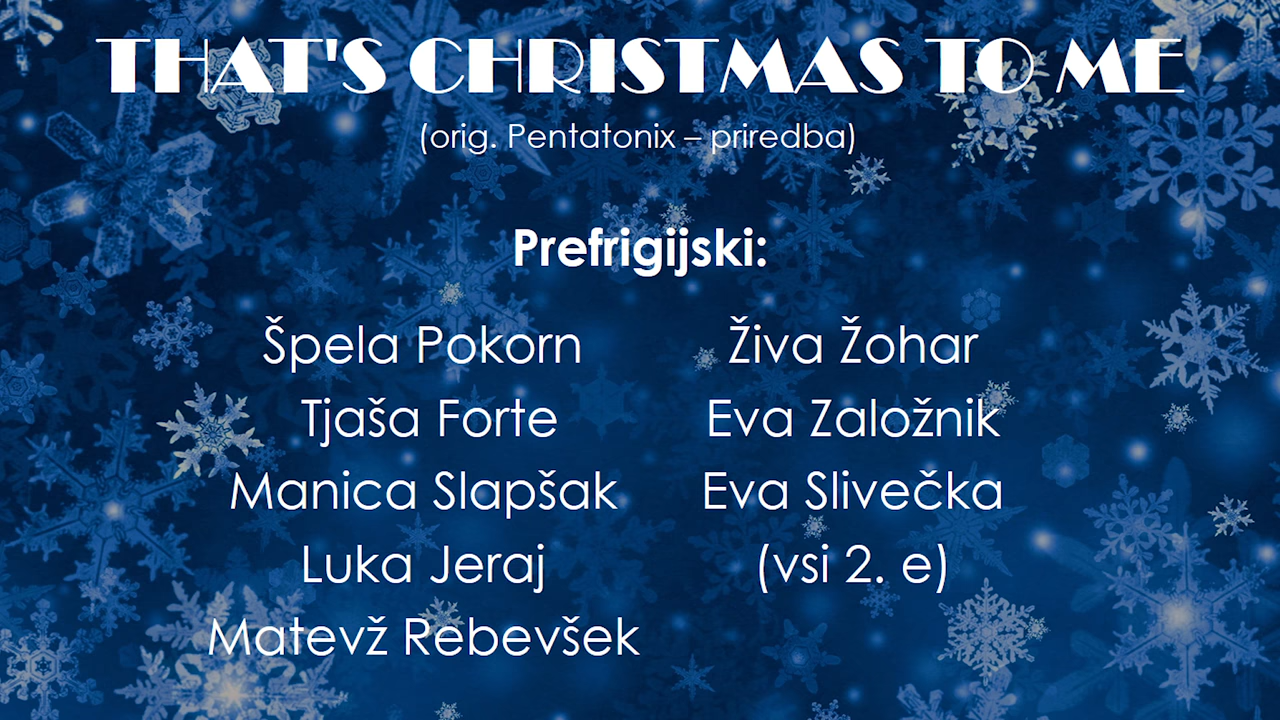 THAT'S CHRISTMAS TO ME
(orig. Pentatonix – priredba)
Prefrigijski:
Špela Pokorn
Tjaša Forte
Manica Slapšak
Luka Jeraj
Matevž Rebevšek
Živa Žohar
Eva Založnik
Eva Slivečka
(vsi 2. e)